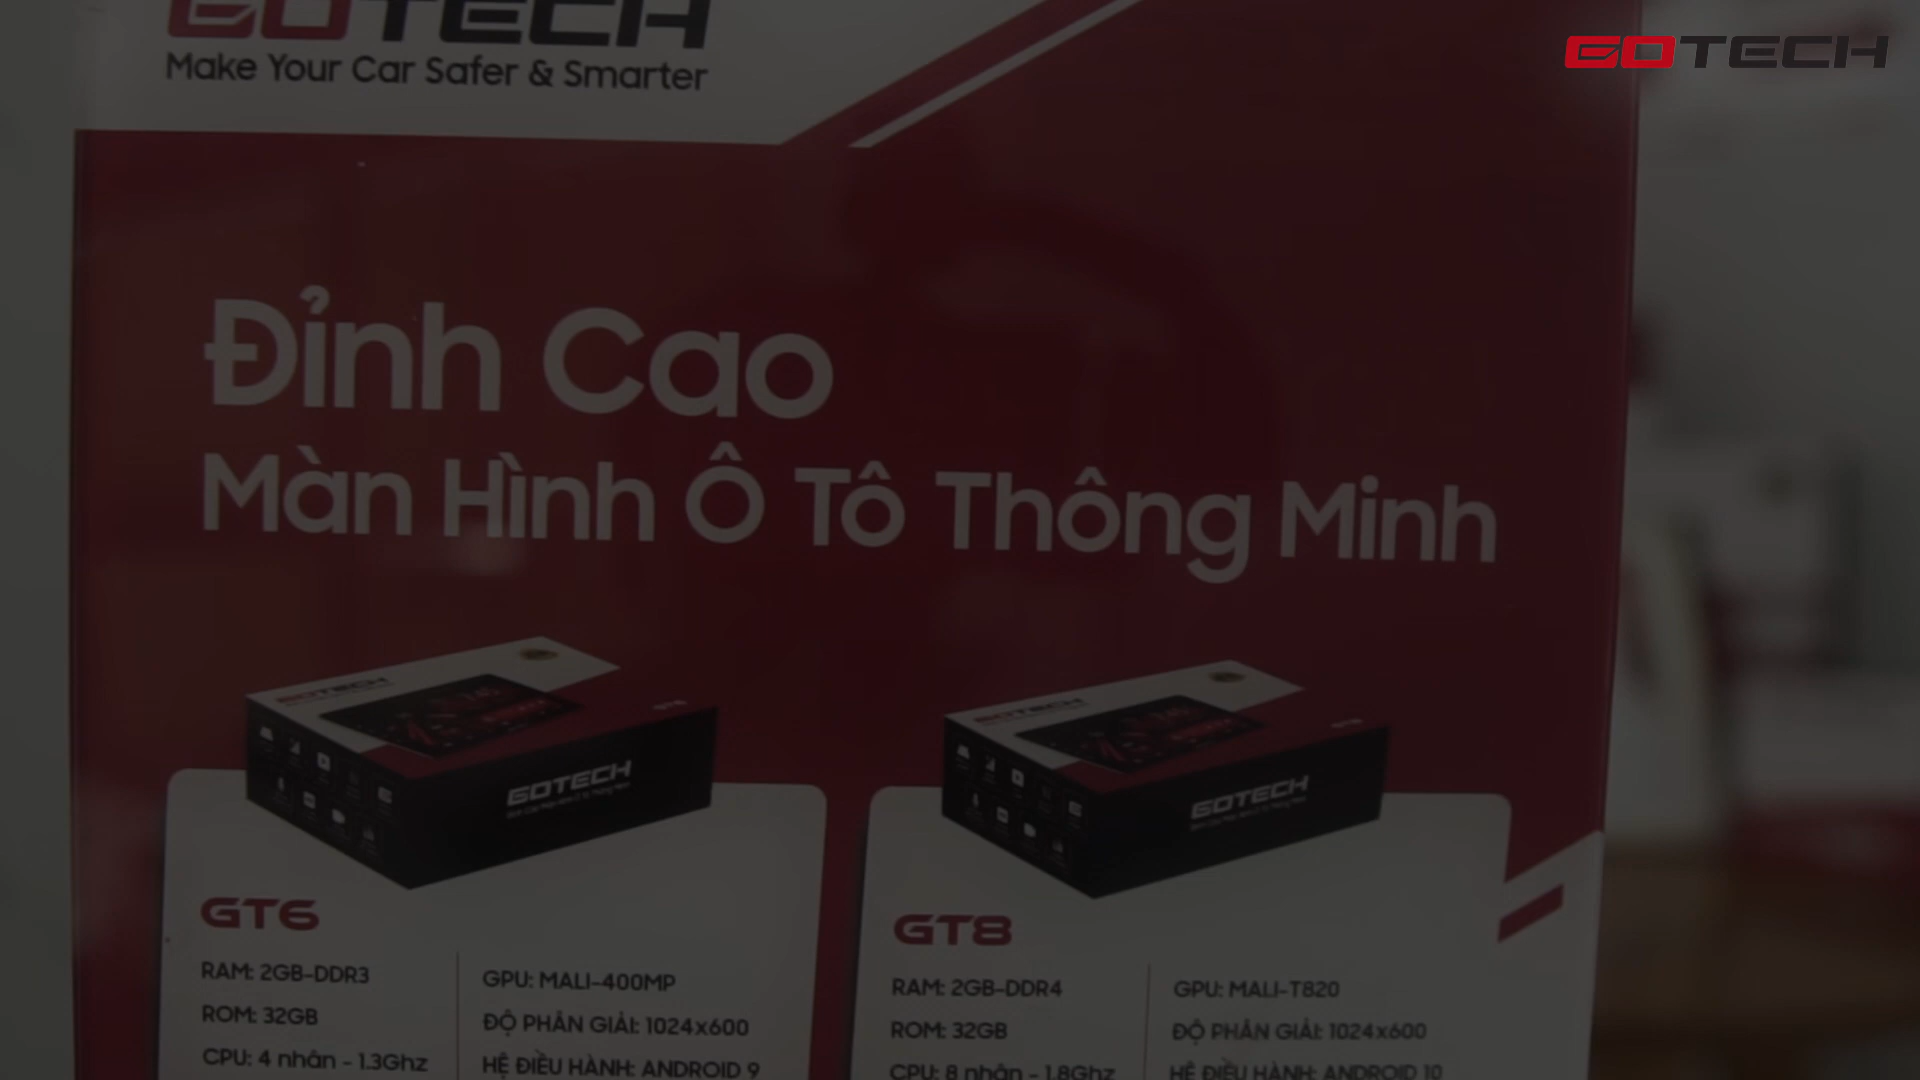 GOTECH
GOTECH
Make Your Car Safer & Smarter
Đỉnh Cao
Màn Hình Ô Tô Thông Minh
GOTECH
GOTECH
GOTECH
GOTECH
GT6
RAM: 2GB-DDR3
ROM: 32GB
CPU: 4 nhân - 1.3Ghz
GPU: MALI-400MP
ĐỘ PHÂN GIẢI: 1024x600
HỆ ĐIỀU HÀNH: ANDROID 9
GT8
RAM: 2GB-DDR4
ROM: 32GB
CPU: 8 nhân - 1.8Ghz
GPU: MALI-T820
ĐỘ PHÂN GIẢI: 1024x600
HỆ ĐIỀU HÀNH: ANDROID 10